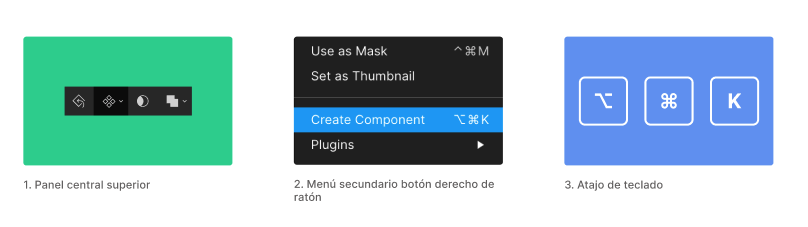 Use as Mask ^⌘M
Set as Thumbnail
Create Component ⌥⌘K
Plugins ▶
⌥ ⌘ K
1. Panel central superior
2. Menú secundario botón derecho de
ratón
3. Atajo de teclado